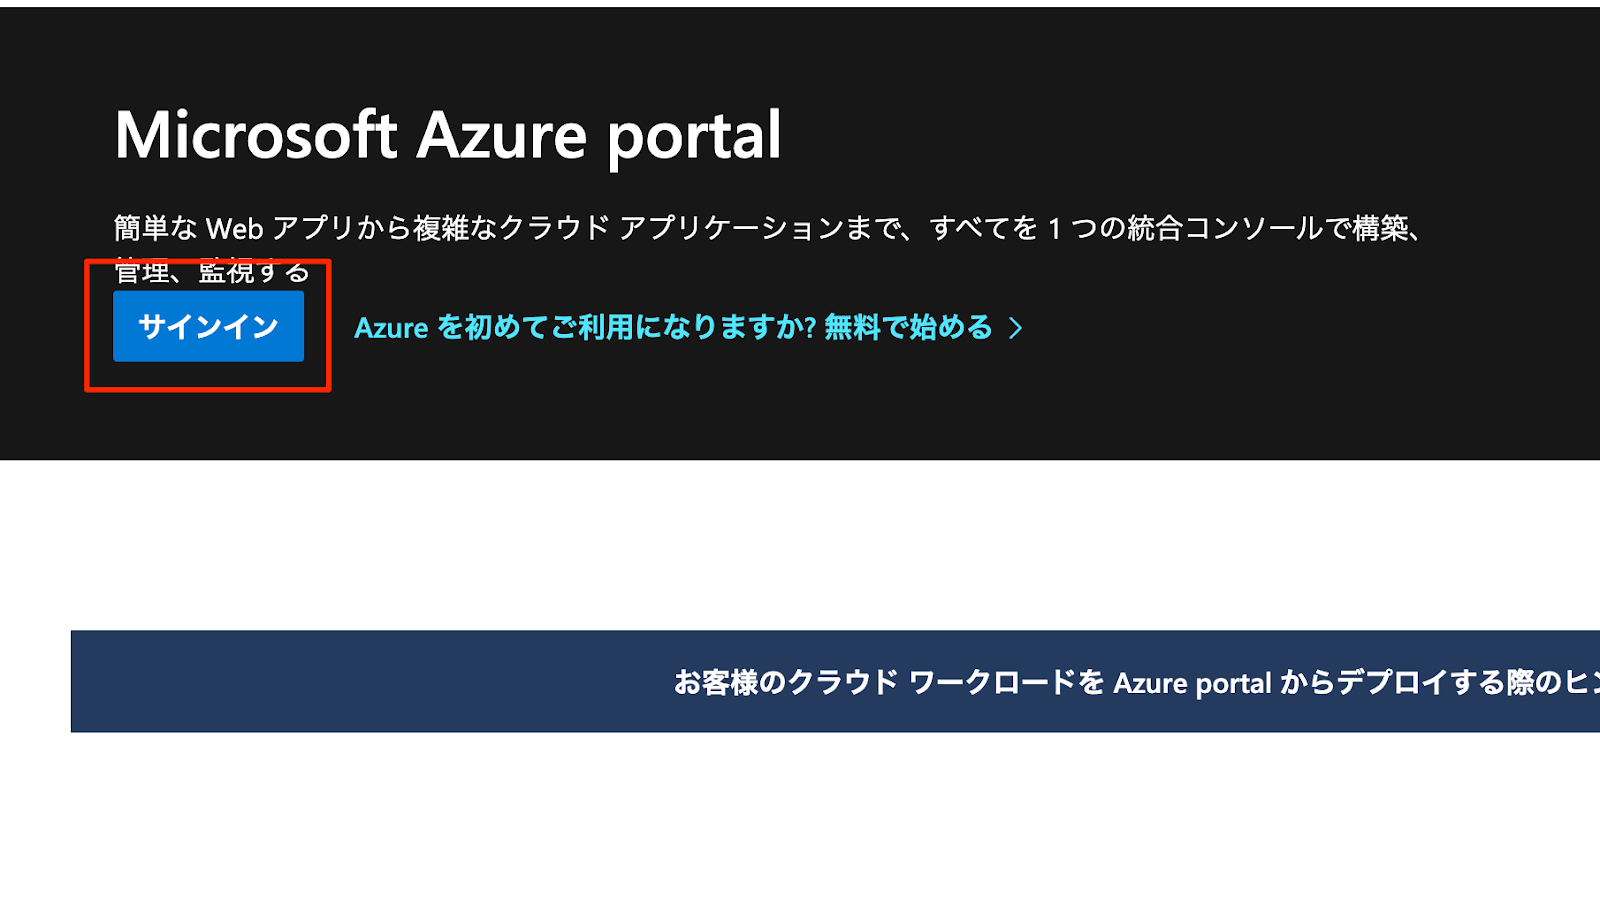 Microsoft Azure portal
簡単な Web アプリから複雑なクラウド アプリケーションまで、すべてを 1 つの統合コンソールで構築、
管理、監視する
サインイン
Azure を初めてご利用になりますか? 無料で始める
お客様のクラウド ワークロードを Azure portal からデプロイする際のヒ